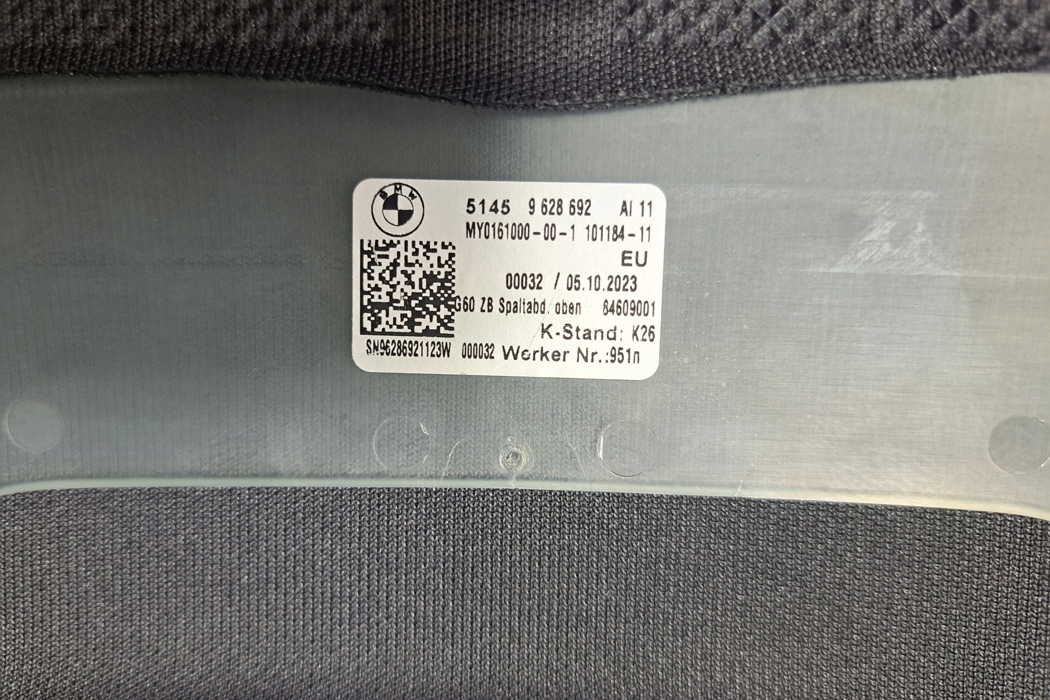 BMW
5145 9 628 692 AI 11
MY0161000-00-1 101184-11
EU
00032 / 05.10.2023
G60 ZB Spaltabd. oben 64609001
K-Stand: K26
SN96286921123W 000032 Worker Nr.:951n